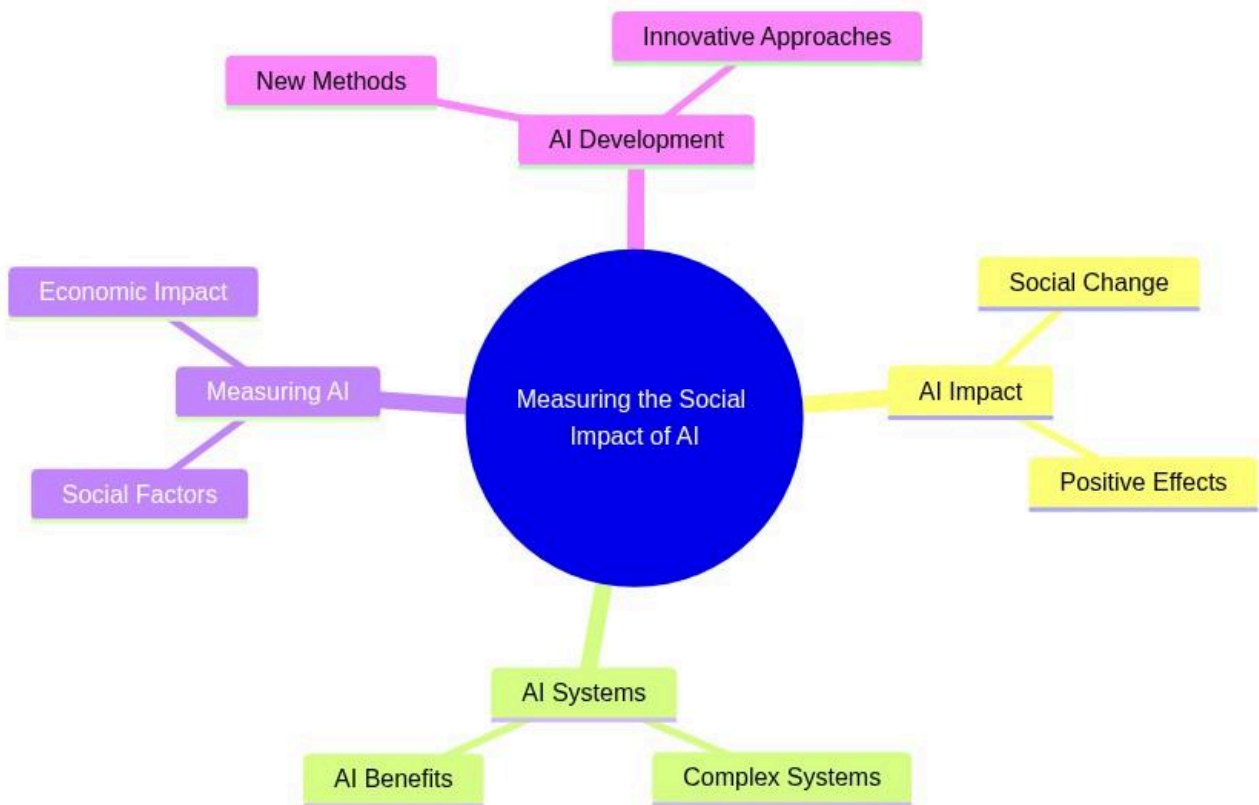 Innovative Approaches
New Methods
AI Development
Social Change
Economic Impact
Measuring AI
Measuring the Social
Impact of AI
AI Impact
Social Factors
Positive Effects
AI Systems
AI Benefits
Complex Systems